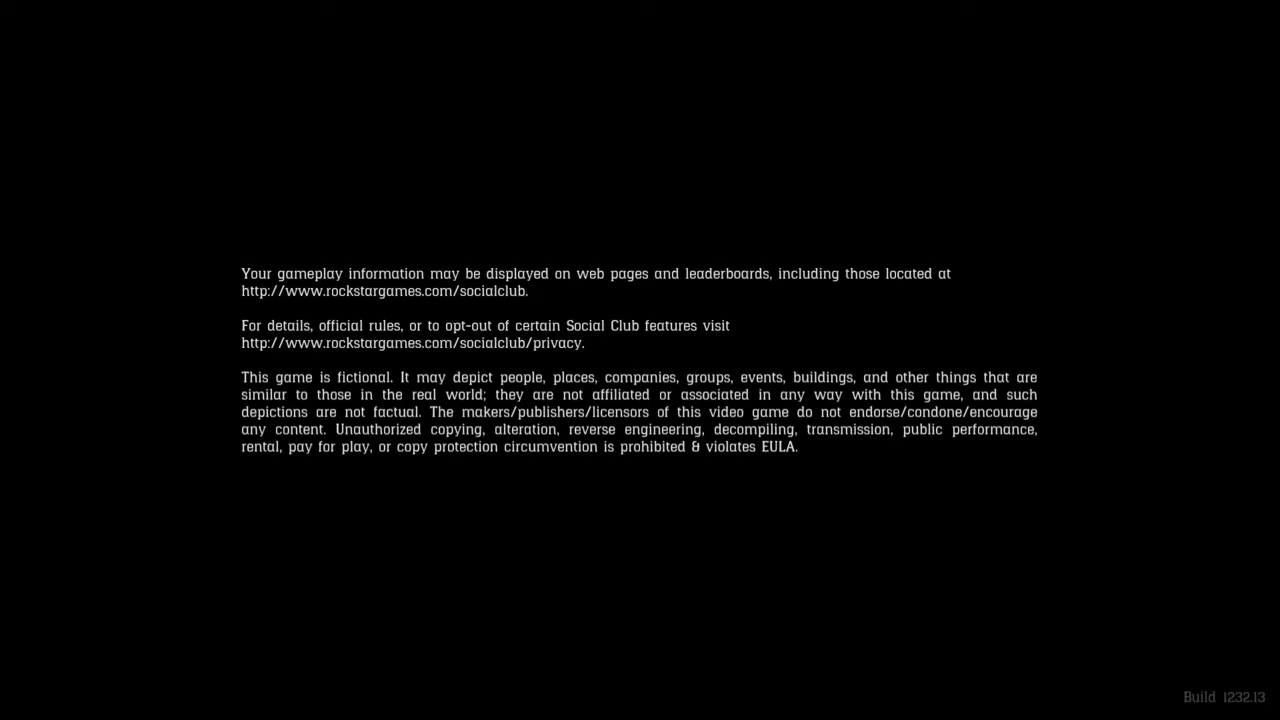 Your gameplay information may be displayed on web pages and leaderboards, including those located at
http://www.rockstargames.com/socialclub.
For details, official rules, or to opt-out of certain Social Club features visit
http://www.rockstargames.com/socialclub/privacy.
This game is fictional. It may depict people, places, companies, groups, events, buildings, and other things that are
similar to those in the real world; they are not affiliated or associated in any way with this game, and such
depictions are not factual. The makers/publishers/licensors of this video game do not endorse/condone/encourage
any content. Unauthorized copying, alteration, reverse engineering, decompiling, transmission, public performance,
rental, pay for play, or copy protection circumvention is prohibited & violates EULA.
Build 1232.13